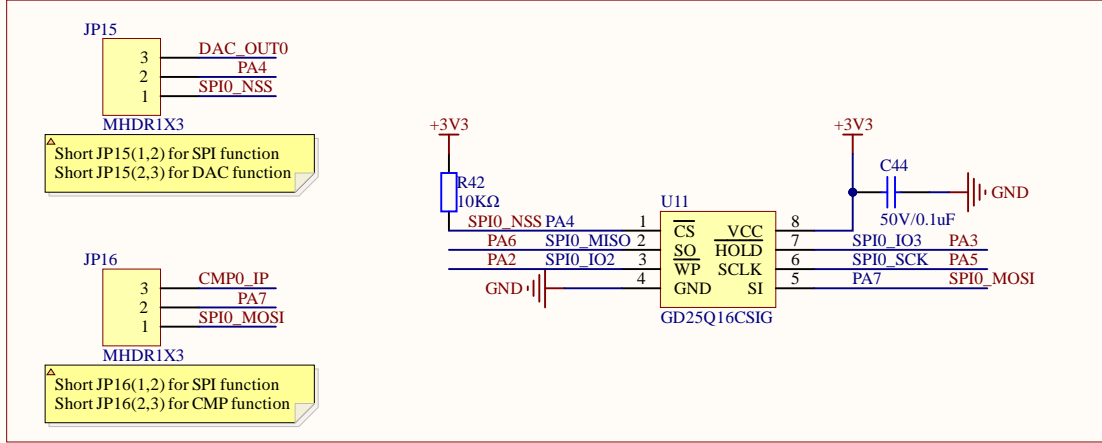 JP15
3 DAC_OUT0
2 PA4
1 SPI0_NSS
MHDR1X3
Short JP15(1,2) for SPI function
Short JP15(2,3) for DAC function
JP16
3 CMP0_IP
2 PA7
1 SPI0_MOSI
MHDR1X3
Short JP16(1,2) for SPI function
Short JP16(2,3) for CMP function
+3V3
R42
10KΩ
+3V3
C44
GND
50V/0.1uF
U11
SPI0_NSS PA4 1 CS VCC 8
PA6 SPI0_MISO 2 SO HOLD 7 SPI0_IO3 PA3
PA2 SPI0_IO2 3 WP SCLK 6 SPI0_SCK PA5
GND 4 GND SI 5 PA7 SPI0_MOSI
GD25Q16CSIG